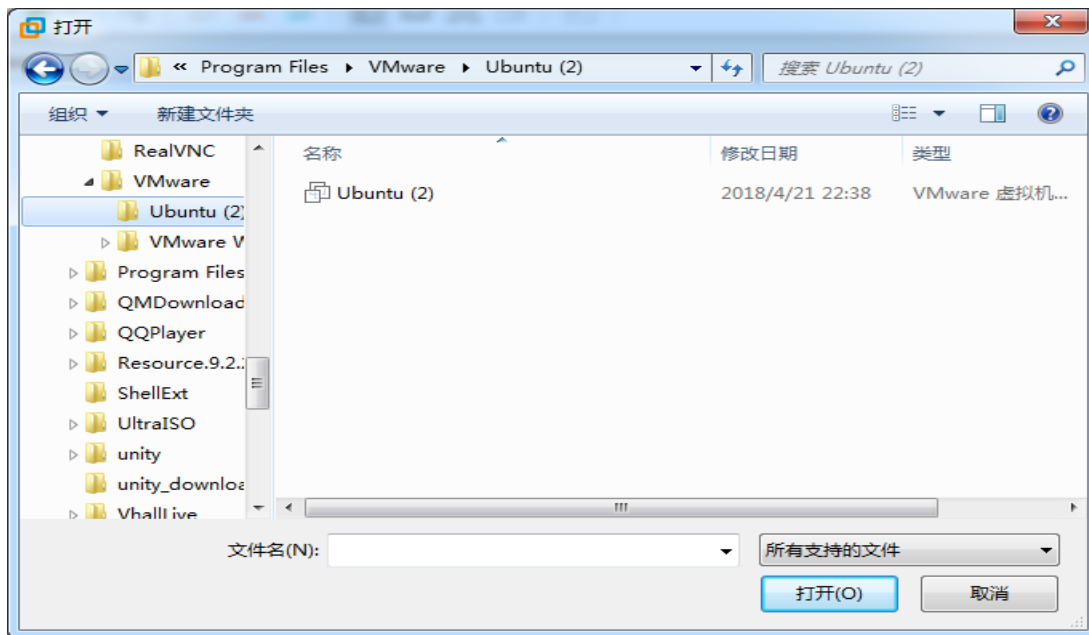 打开
« Program Files ▸ VMware ▸ Ubuntu (2)
搜索 Ubuntu (2)
组织 ▼ 新建文件夹
RealVNC
VMware
Ubuntu (2)
VMware W
Program Files
QMDownload
QQPlayer
Resource.9.2.
ShellExt
UltraISO
unity
unity_downloa
VhallLive
名称 修改日期 类型
Ubuntu (2) 2018/4/21 22:38 VMware 虚拟机...
文件名(N): 所有支持的文件
打开(O) 取消